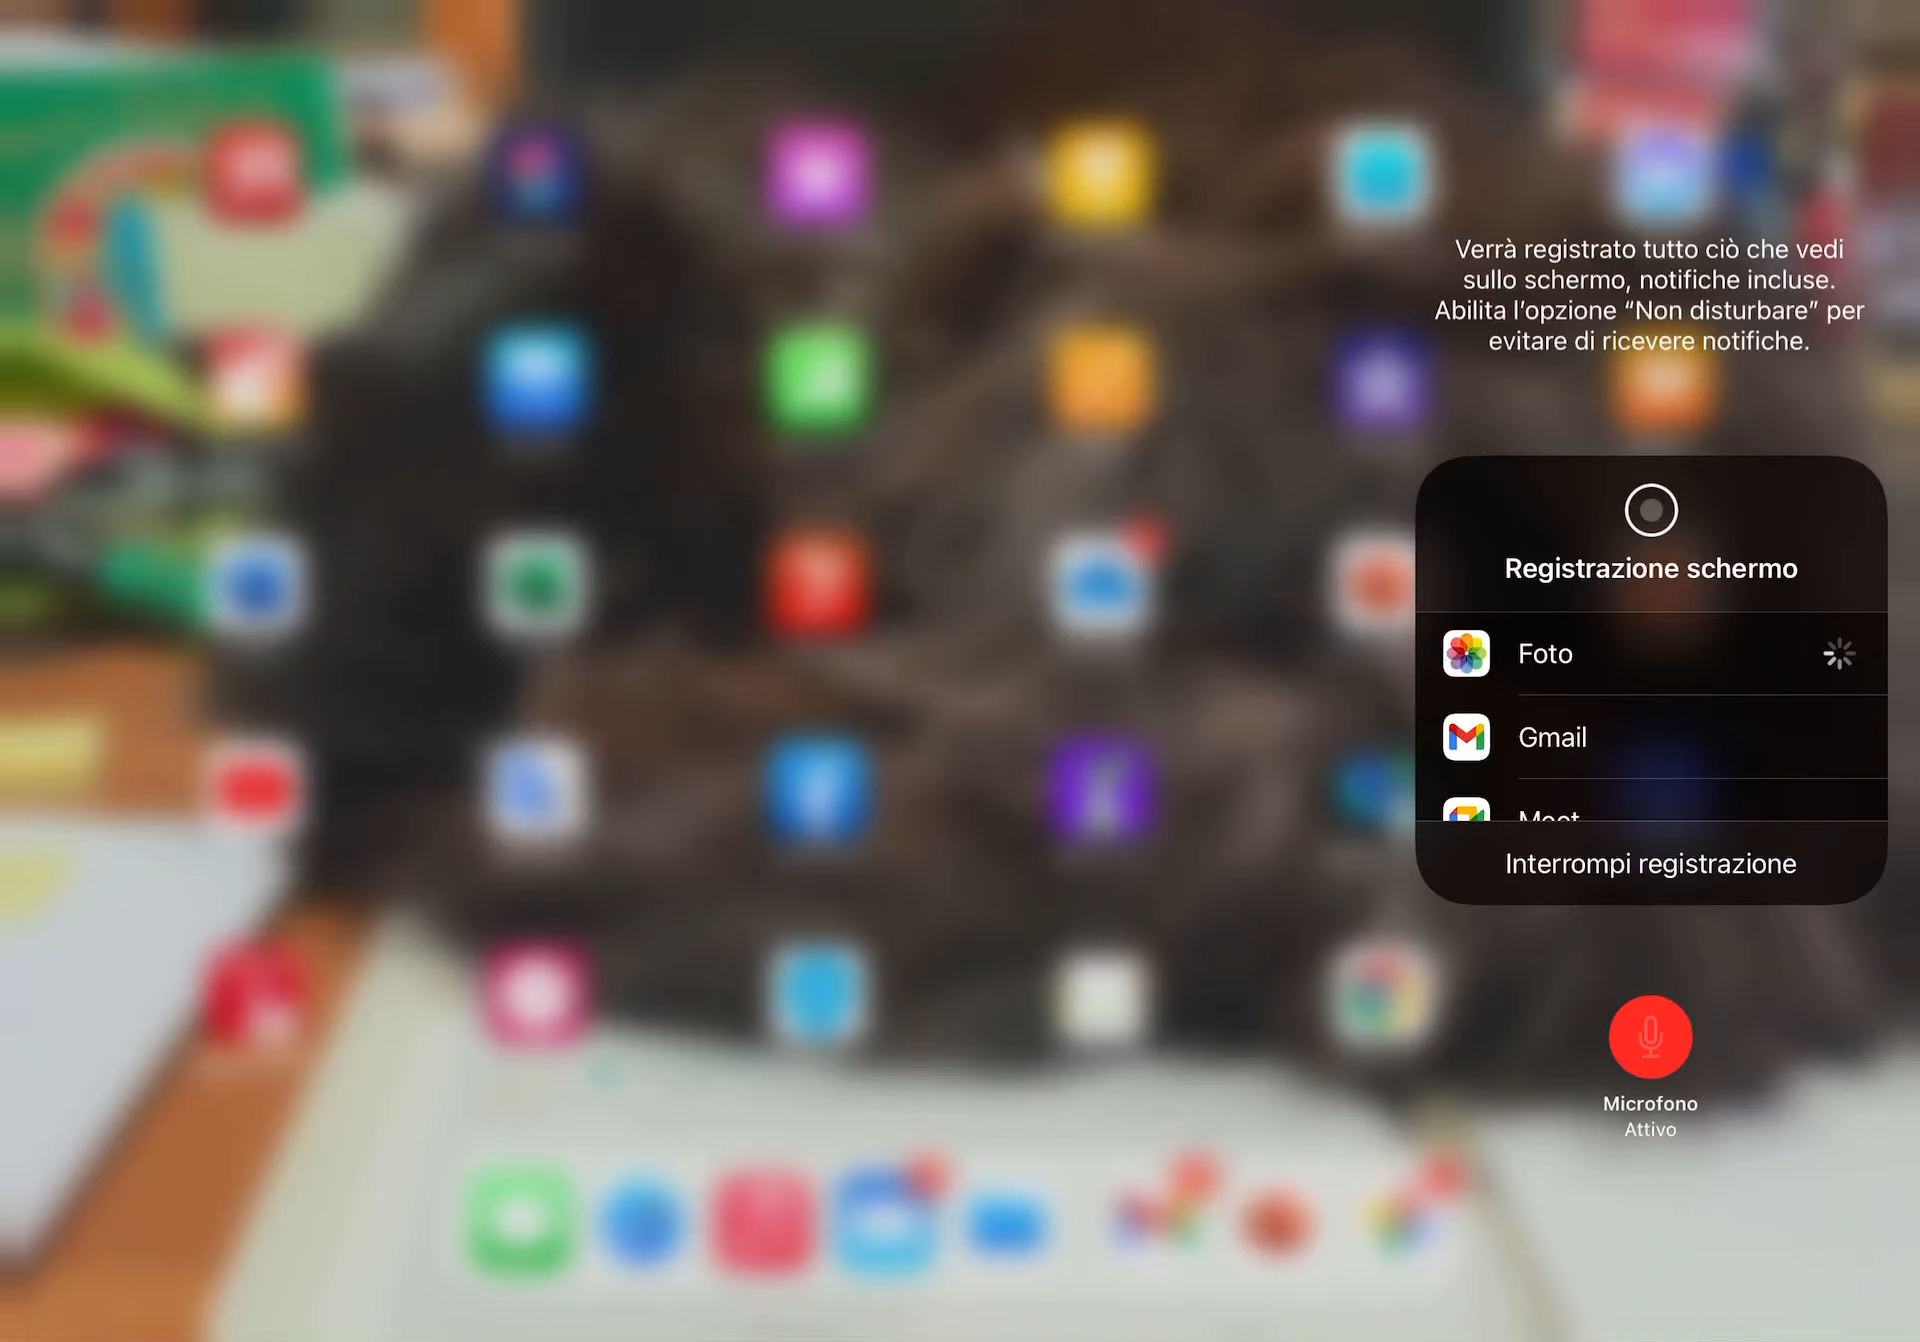 Verrà registrato tutto ciò che vedi
sullo schermo, notifiche incluse.
Abilita l’opzione “Non disturbare” per
evitare di ricevere notifiche.
Registrazione schermo
Foto
Gmail
Meet
Interrompi registrazione
Microfono
Attivo